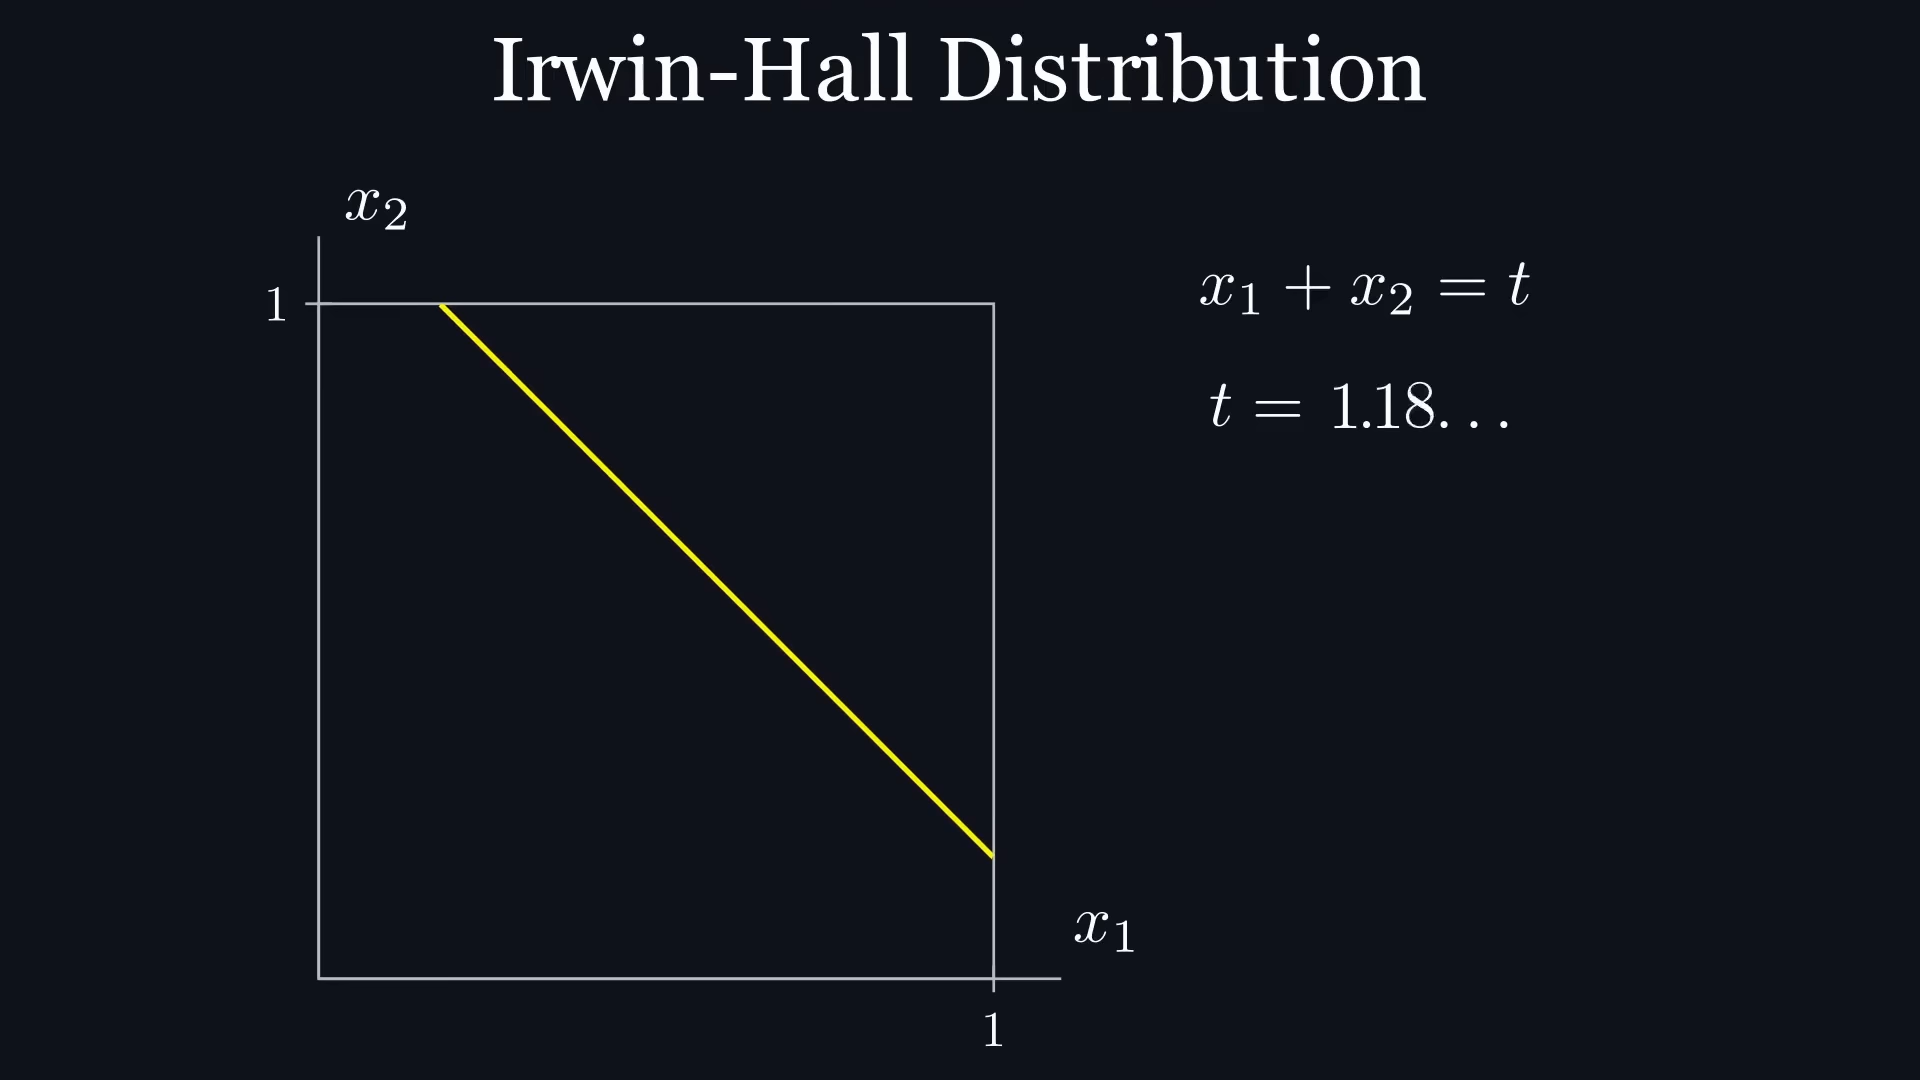 Irwin-Hall Distribution
x₂
1
x₁ + x₂ = t
t = 1.18...
x₁
1